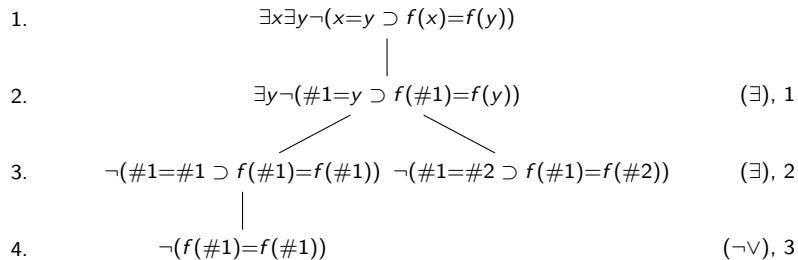 1. ∃x∃y¬(x=y ⊃ f(x)=f(y))
2. ∃y¬(#1=y ⊃ f(#1)=f(y)) (∃), 1
3. ¬(#1=#1 ⊃ f(#1)=f(#1)) ¬(#1=#2 ⊃ f(#1)=f(#2)) (∃), 2
4. ¬(f(#1)=f(#1)) (¬∨), 3